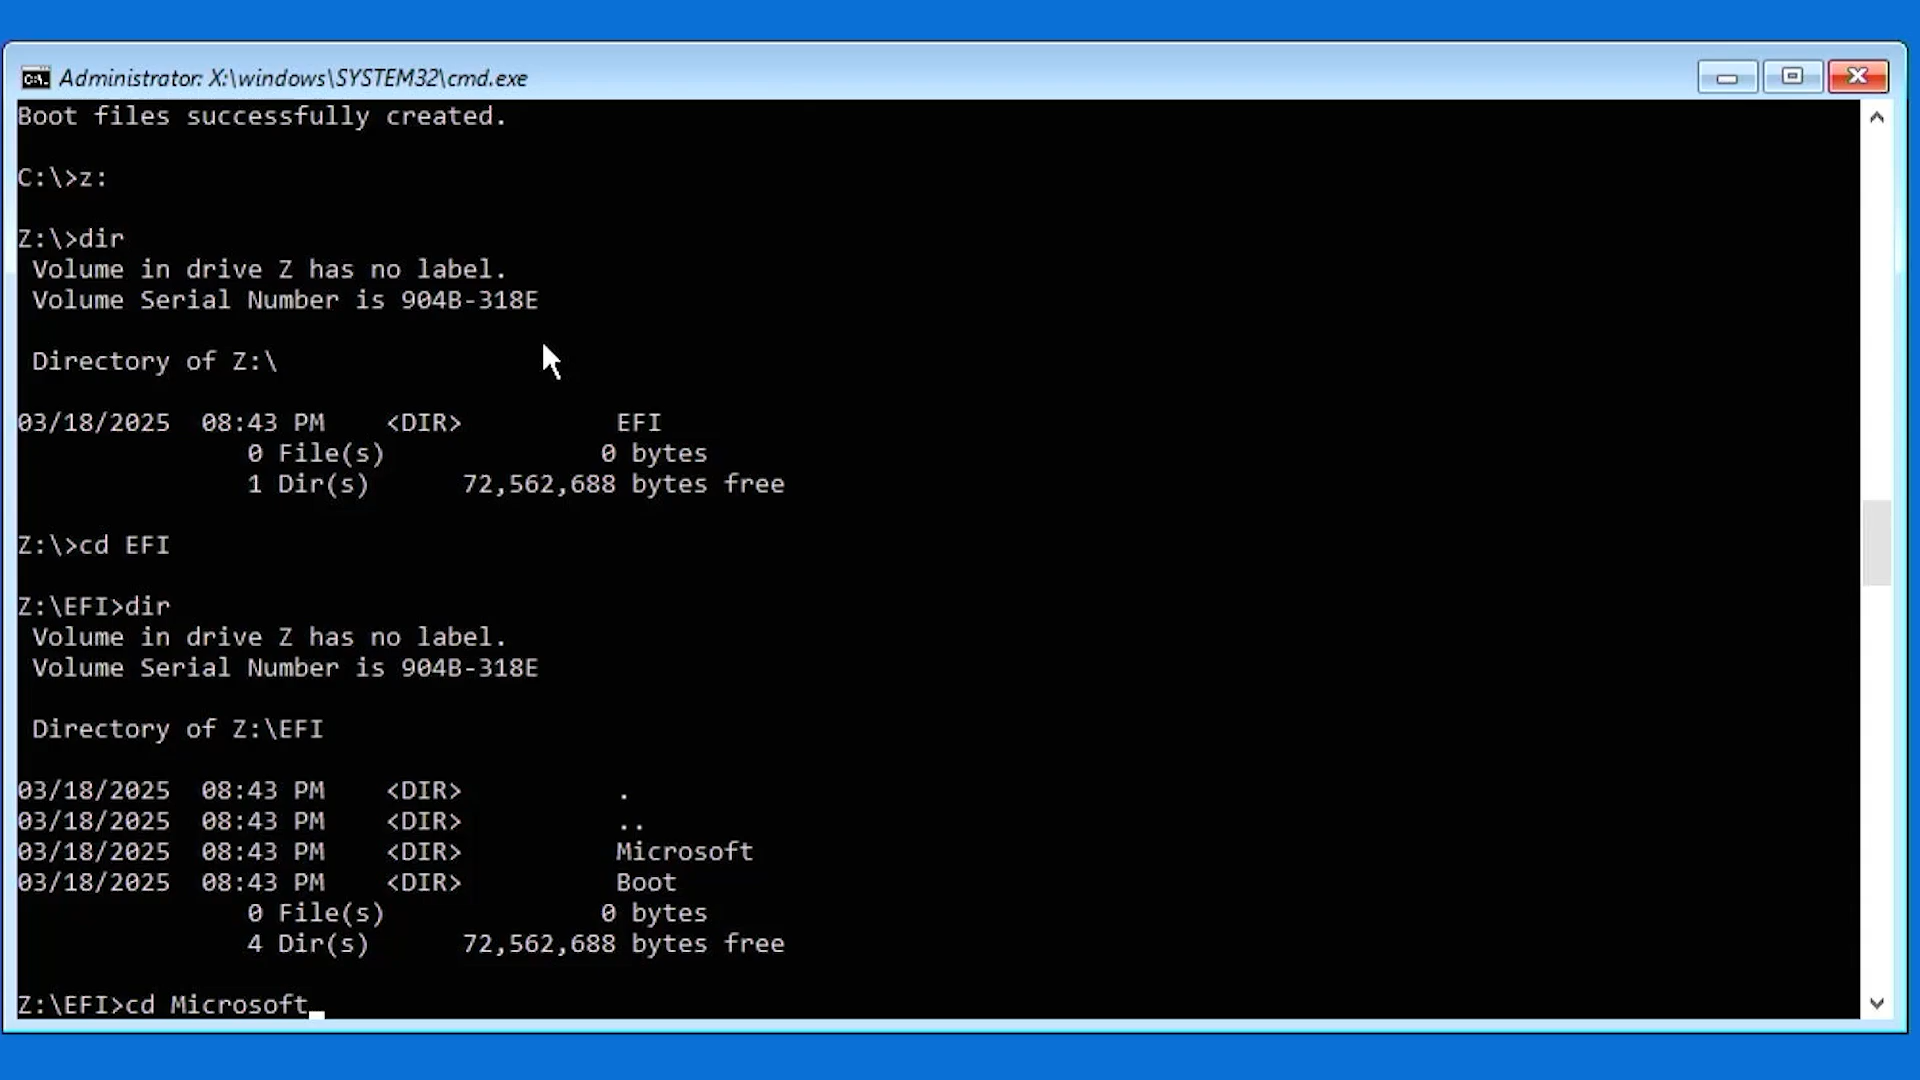 Administrator: X:\windows\SYSTEM32\cmd.exe
Boot files successfully created.
C:\>z:
Z:\>dir
Volume in drive Z has no label.
Volume Serial Number is 904B-318E
Directory of Z:\
03/18/2025  08:43 PM    <DIR>          EFI
0 File(s)              0 bytes
1 Dir(s)      72,562,688 bytes free
Z:\>cd EFI
Z:\EFI>dir
Volume in drive Z has no label.
Volume Serial Number is 904B-318E
Directory of Z:\EFI
03/18/2025  08:43 PM    <DIR>          .
03/18/2025  08:43 PM    <DIR>          ..
03/18/2025  08:43 PM    <DIR>          Microsoft
03/18/2025  08:43 PM    <DIR>          Boot
0 File(s)              0 bytes
4 Dir(s)      72,562,688 bytes free
Z:\EFI>cd Microsoft